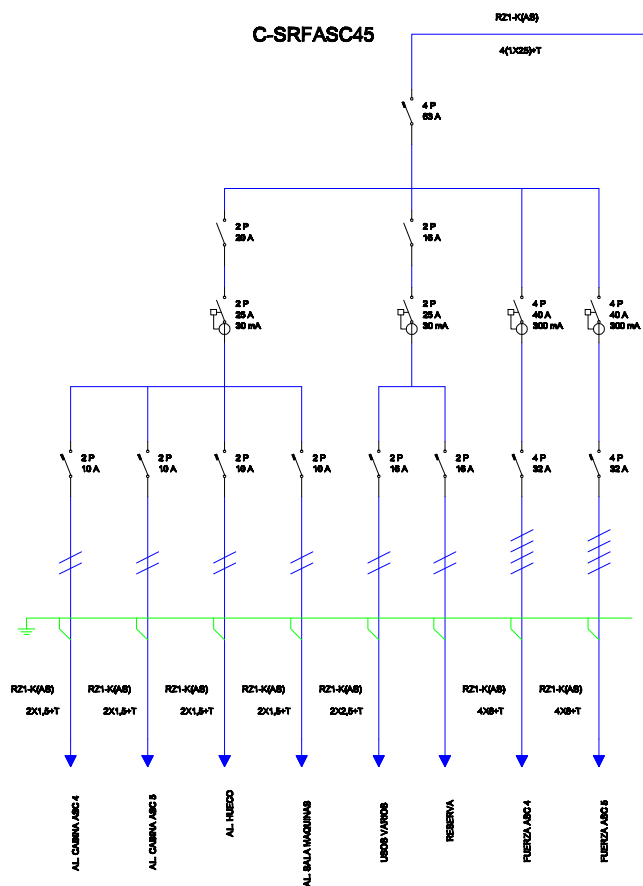 C-SRFASC45
RZ1-K(AS)
4(1X25)+T
4 P
63 A
2 P
20 A
2 P
16 A
2 P
25 A
30 mA
2 P
25 A
30 mA
4 P
40 A
300 mA
4 P
40 A
300 mA
2 P
10 A
2 P
10 A
2 P
10 A
2 P
10 A
2 P
16 A
2 P
16 A
4 P
32 A
4 P
32 A
RZ1-K(AS)
2X1,5+T
RZ1-K(AS)
2X1,5+T
RZ1-K(AS)
2X1,5+T
RZ1-K(AS)
2X1,5+T
RZ1-K(AS)
2X2,5+T
RZ1-K(AS)
4X6+T
RZ1-K(AS)
4X6+T
AL. CABINA ASC 4
AL. CABINA ASC 5
AL. HUECO
AL. SALA MAQUINAS
USOS VARIOS
RESERVA
FUERZA ASC 4
FUERZA ASC 5